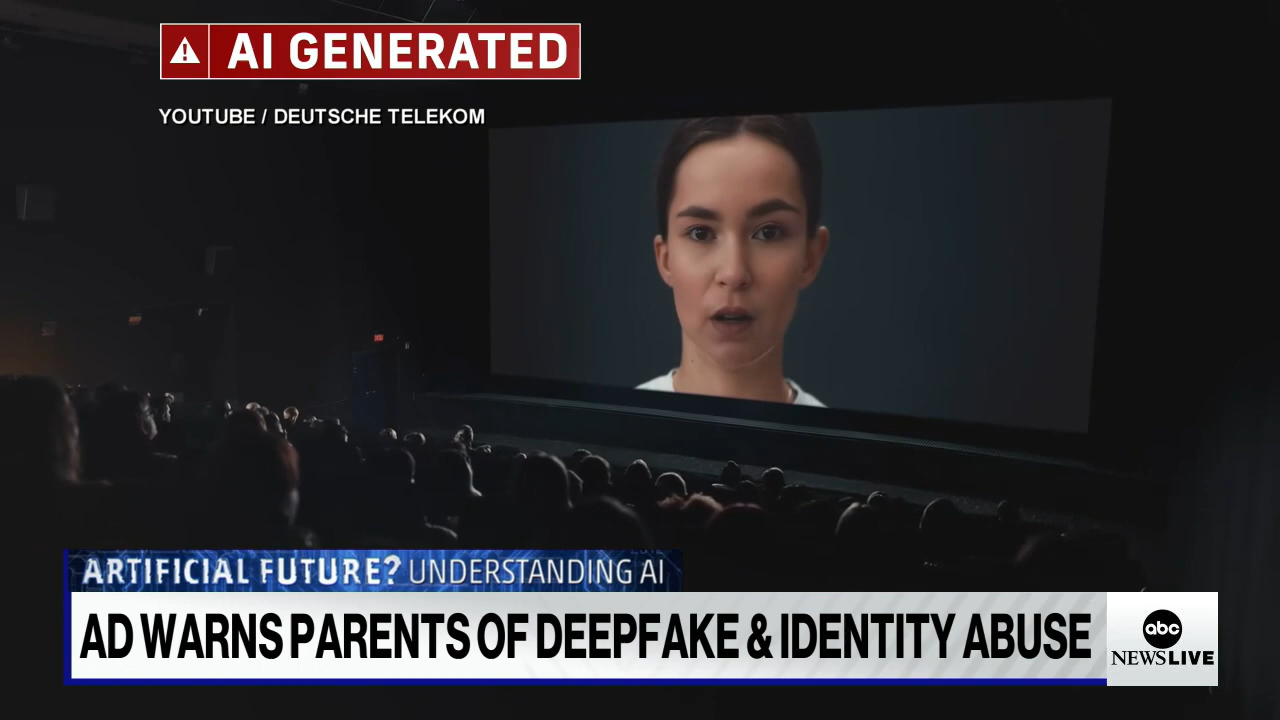 AI GENERATED
YOUTUBE / DEUTSCHE TELEKOM
ARTIFICIAL FUTURE? UNDERSTANDING AI
AD WARNS PARENTS OF DEEPFAKE & IDENTITY ABUSE
abc
NEWS LIVE